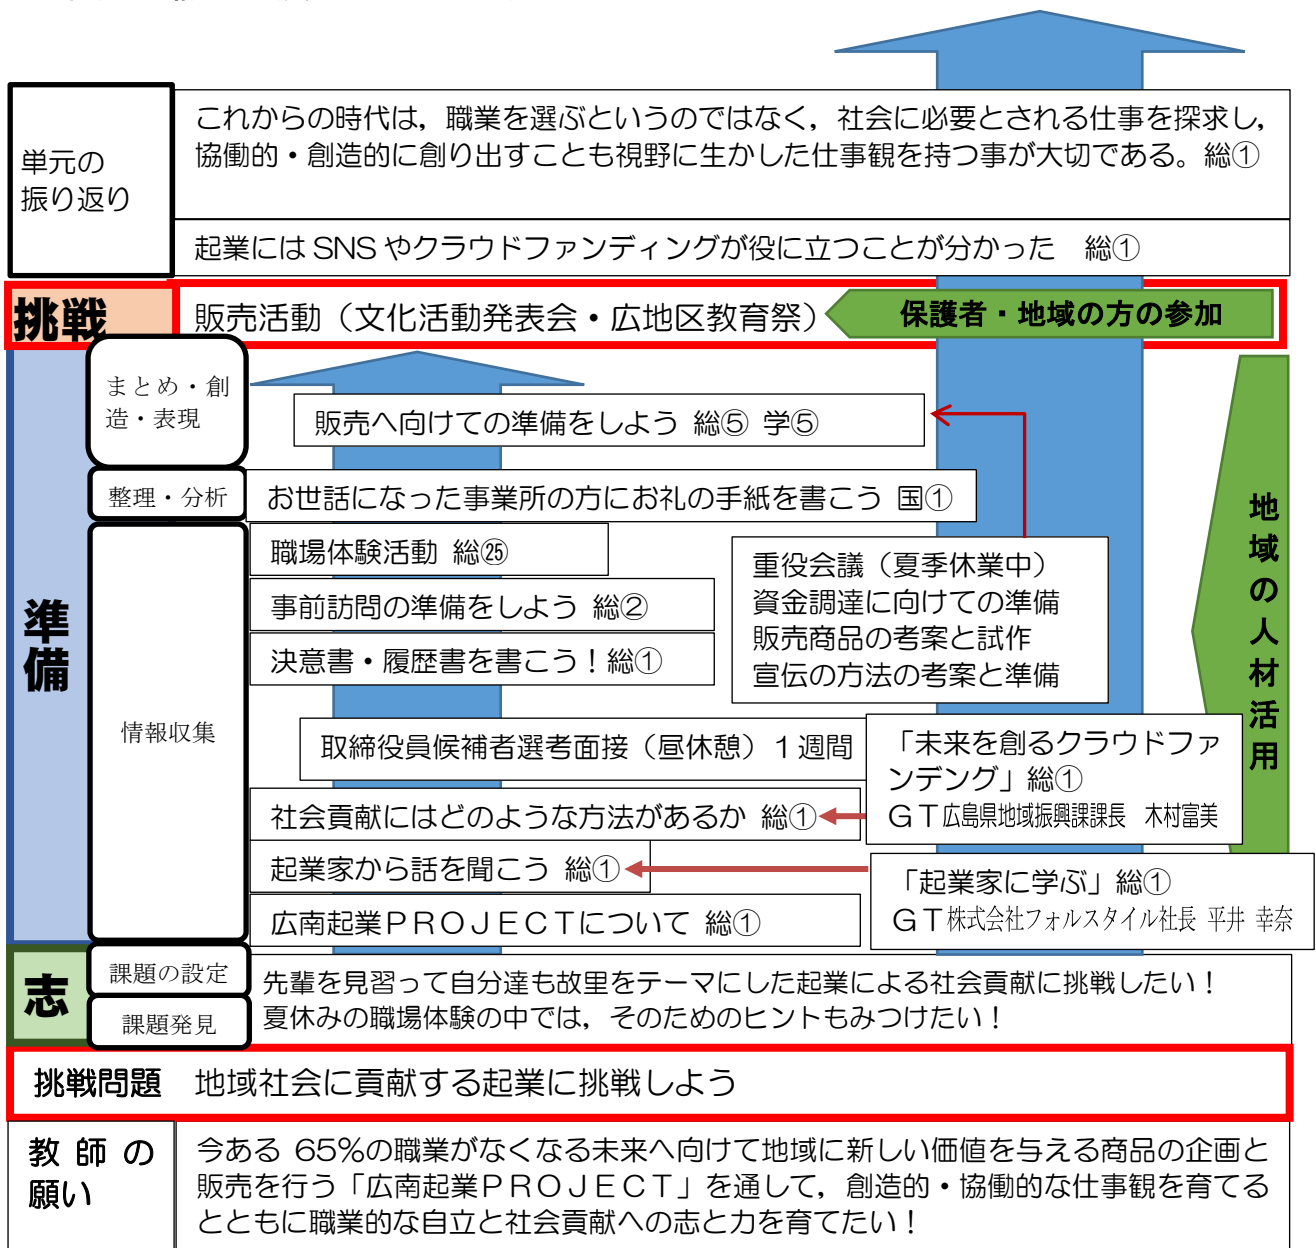 単元の
振り返り
これからの時代は，職業を選ぶというのではなく，社会に必要とされる仕事を探求し，
協働的・創造的に創り出すことも視野に生かした仕事観を持つ事が大切である。総①
起業には SNS やクラウドファンディングが役に立つことが分かった　総①
挑戦
販売活動（文化活動発表会・広地区教育祭）
保護者・地域の方の参加
準備
まとめ・創
造・表現
販売へ向けての準備をしよう 総⑤ 学⑤
整理・分析
お世話になった事業所の方にお礼の手紙を書こう 国①
情報収集
職場体験活動 総㉕
事前訪問の準備をしよう 総②
決意書・履歴書を書こう！総①
重役会議（夏季休業中）
資金調達に向けての準備
販売商品の考案と試作
宣伝の方法の考案と準備
地域の人材活用
取締役員候補者選考面接（昼休憩）１週間
「未来を創るクラウドファ
ンデング」総①
ＧＴ広島県地域振興課課長　木村富美
社会貢献にはどのような方法があるか 総①
起業家から話を聞こう 総①
「起業家に学ぶ」総①
ＧＴ株式会社フォルスタイル社長 平井 幸奈
広南起業ＰＲＯＪＥＣＴについて 総①
志
課題の設定
課題発見
先輩を見習って自分達も故里をテーマにした起業による社会貢献に挑戦したい！
夏休みの職場体験の中では，そのためのヒントもみつけたい！
挑戦問題　地域社会に貢献する起業に挑戦しよう
教師の
願い
今ある 65％の職業がなくなる未来へ向けて地域に新しい価値を与える商品の企画と
販売を行う「広南起業ＰＲＯＪＥＣＴ」を通して，創造的・協働的な仕事観を育てる
とともに職業的な自立と社会貢献への志と力を育てたい！